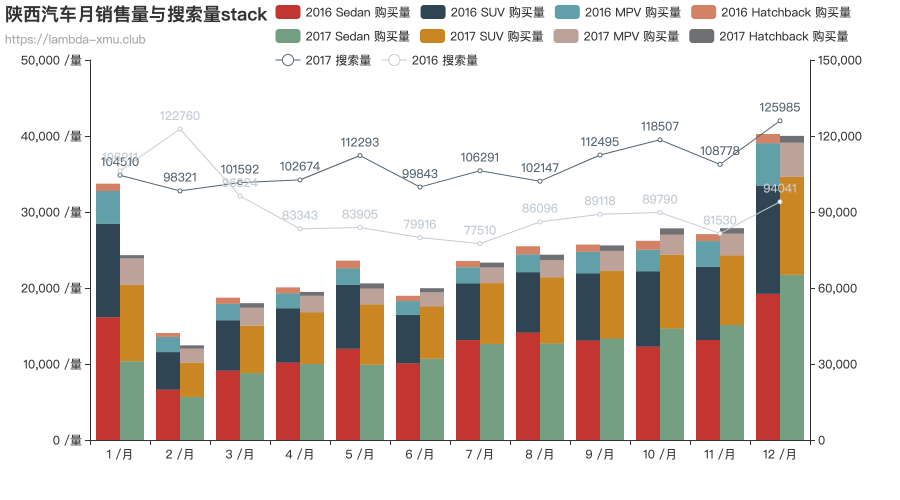 陕西汽车月销售量与搜索量stack
https://lambda-xmu.club
2016 Sedan 购买量 2016 SUV 购买量 2016 MPV 购买量 2016 Hatchback 购买量
2017 Sedan 购买量 2017 SUV 购买量 2017 MPV 购买量 2017 Hatchback 购买量
2017 搜索量 2016 搜索量
50,000 /量
40,000 /量
30,000 /量
20,000 /量
10,000 /量
0 /量
150,000
120,000
90,000
60,000
30,000
0
104510
98321
101592
102674
112293
99843
106291
102147
112495
118507
108778
125985
122760
83343
83905
79916
77510
86096
89118
89790
81530
94041
1 /月
2 /月
3 /月
4 /月
5 /月
6 /月
7 /月
8 /月
9 /月
10 /月
11 /月
12 /月